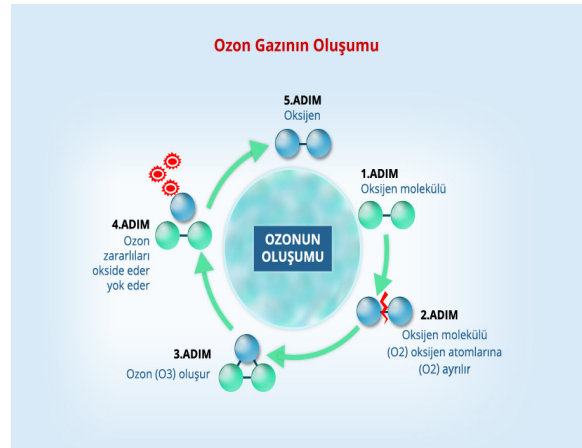 Ozon Gazının Oluşumu
5.ADIM
Oksijen
1.ADIM
Oksijen molekülü
OZONUN
OLUŞUMU
2.ADIM
Oksijen molekülü
(O2) oksijen atomlarına
(O2) ayrılır
3.ADIM
Ozon (O3) oluşur
4.ADIM
Ozon
zararlıları
okside eder
yok eder